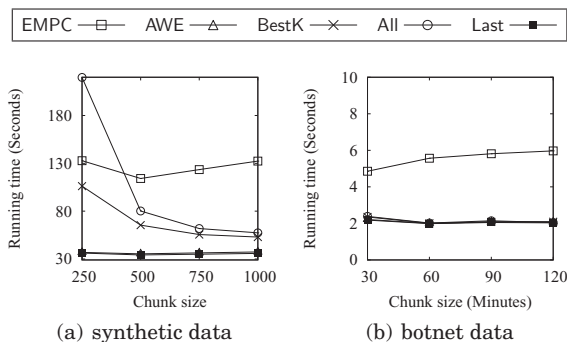 EMPC AWE BestK All Last
Running time (Seconds)
180
130
80
30
250 500 750 1000
Chunk size
(a) synthetic data
Running time (Seconds)
10
8
6
4
2
0
30 60 90 120
Chunk size (Minutes)
(b) botnet data